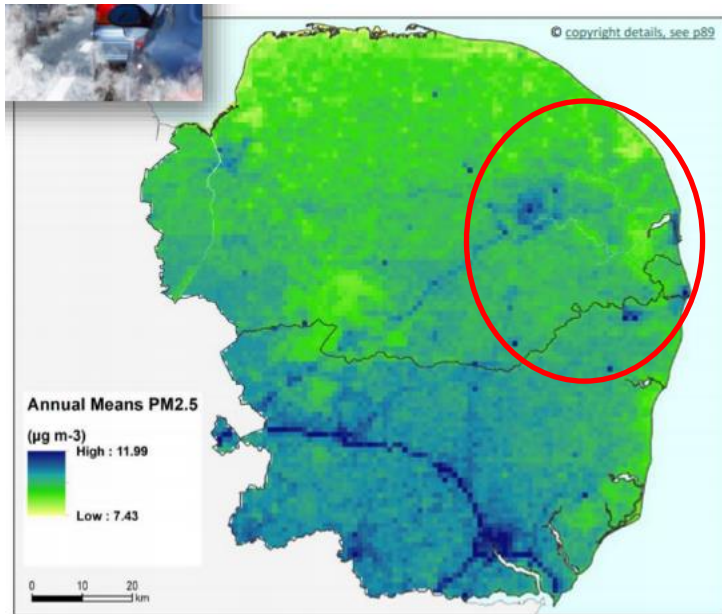 © copyright details, see p89
Annual Means PM2.5
(µg m-3)
High : 11.99
Low : 7.43
0 10 20
km